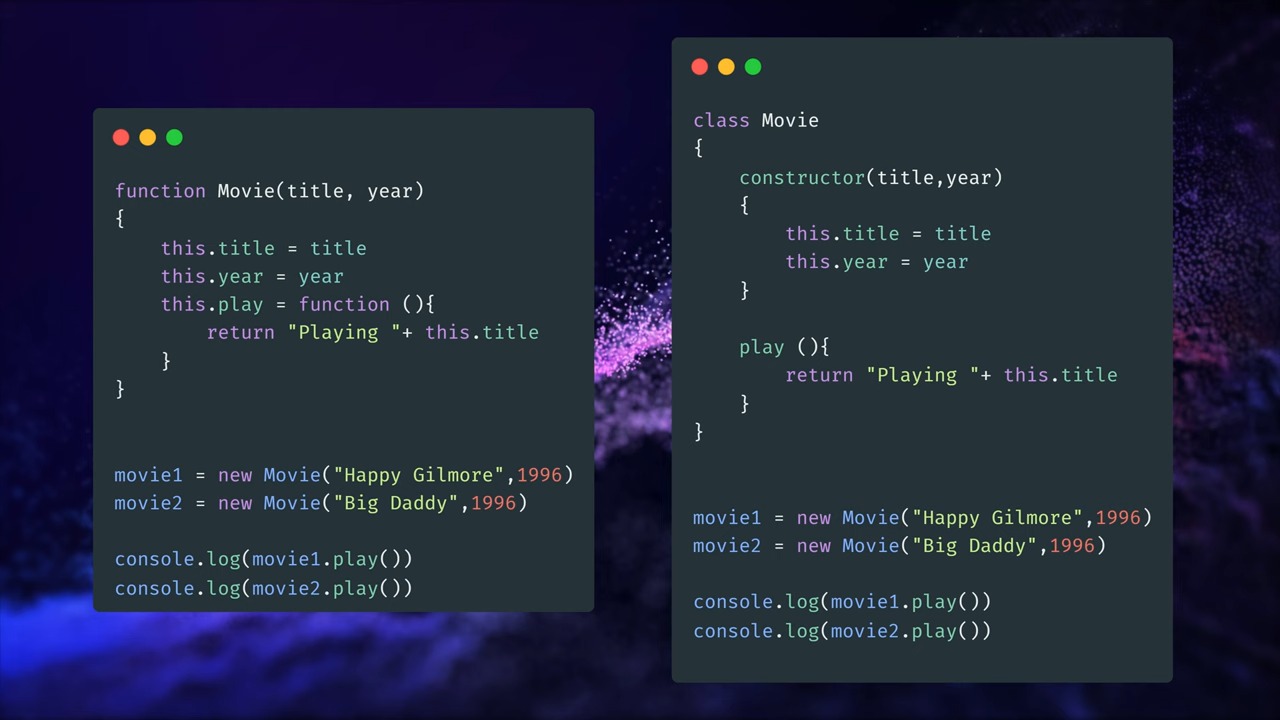 function Movie(title, year)
{
    this.title = title
    this.year = year
    this.play = function (){
        return "Playing "+ this.title
    }
}
movie1 = new Movie("Happy Gilmore",1996)
movie2 = new Movie("Big Daddy",1996)
console.log(movie1.play())
console.log(movie2.play())
class Movie
{
    constructor(title,year)
    {
        this.title = title
        this.year = year
    }
    play (){
        return "Playing "+ this.title
    }
}
movie1 = new Movie("Happy Gilmore",1996)
movie2 = new Movie("Big Daddy",1996)
console.log(movie1.play())
console.log(movie2.play())